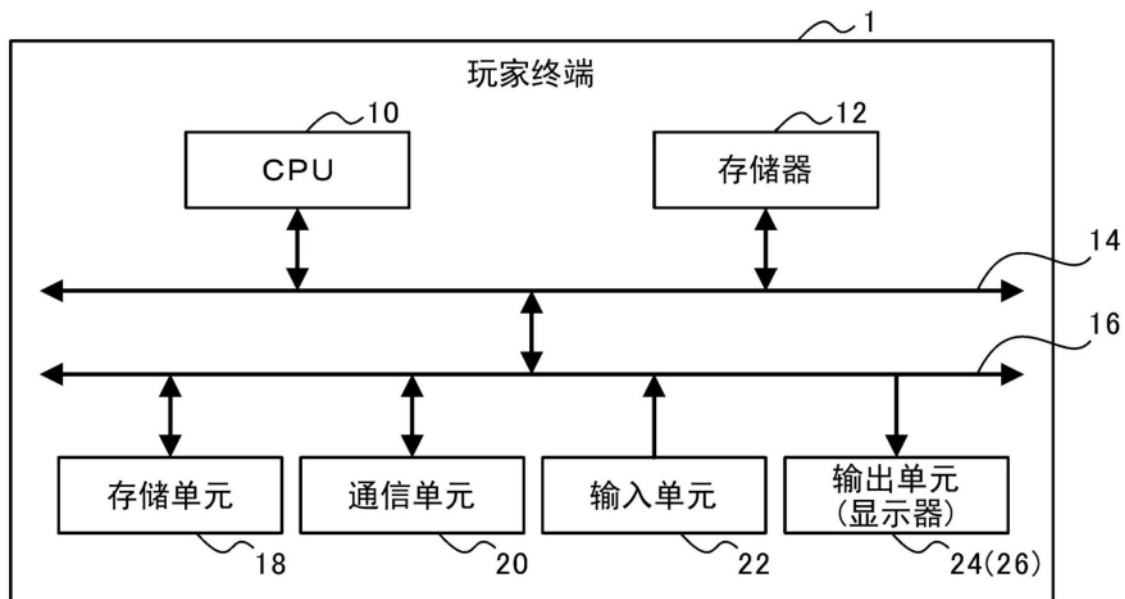 1
玩家终端
10
12
CPU
存储器
14
16
存储单元
通信单元
输入单元
输出单元
(显示器)
18
20
22
24(26)